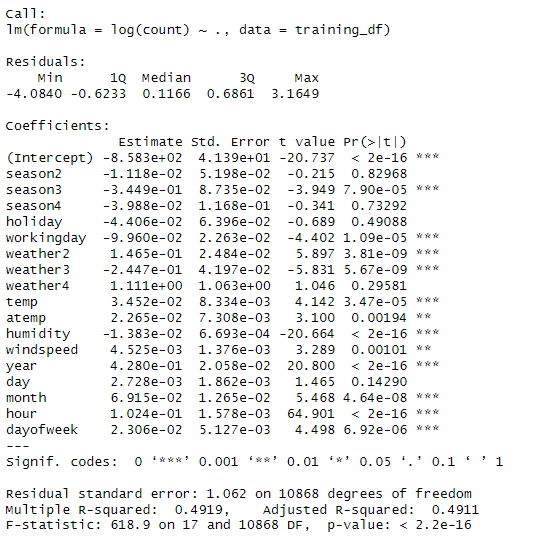 Call:
lm(formula = log(count) ~ ., data = training_df)
Residuals:
    Min      1Q  Median      3Q     Max
-4.0840 -0.6233  0.1166  0.6861  3.1649
Coefficients:
              Estimate Std. Error t value Pr(>|t|)
(Intercept) -8.583e+02  4.139e+01 -20.737  < 2e-16 ***
season2     -1.118e-02  5.198e-02  -0.215  0.82968
season3     -3.449e-01  8.735e-02  -3.949 7.90e-05 ***
season4     -3.988e-02  1.168e-01  -0.341  0.73292
holiday     -4.406e-02  6.396e-02  -0.689  0.49088
workingday  -9.960e-02  2.263e-02  -4.402 1.09e-05 ***
weather2     1.465e-01  2.484e-02   5.897 3.81e-09 ***
weather3    -2.447e-01  4.197e-02  -5.831 5.67e-09 ***
weather4     1.111e+00  1.063e+00   1.046  0.29581
temp         3.452e-02  8.334e-03   4.142 3.47e-05 ***
atemp        2.265e-02  7.308e-03   3.100  0.00194 **
humidity    -1.383e-02  6.693e-04 -20.664  < 2e-16 ***
windspeed    4.525e-03  1.376e-03   3.289  0.00101 **
year         4.280e-01  2.058e-02  20.800  < 2e-16 ***
day          2.728e-03  1.862e-03   1.465  0.14290
month        6.915e-02  1.265e-02   5.468 4.64e-08 ***
hour         1.024e-01  1.578e-03  64.901  < 2e-16 ***
dayofweek    2.306e-02  5.127e-03   4.498 6.92e-06 ***
---
Signif. codes:  0 ‘***’ 0.001 ‘**’ 0.01 ‘*’ 0.05 ‘.’ 0.1 ‘ ’ 1
Residual standard error: 1.062 on 10868 degrees of freedom
Multiple R-squared:  0.4919,    Adjusted R-squared:  0.4911
F-statistic: 618.9 on 17 and 10868 DF,  p-value: < 2.2e-16